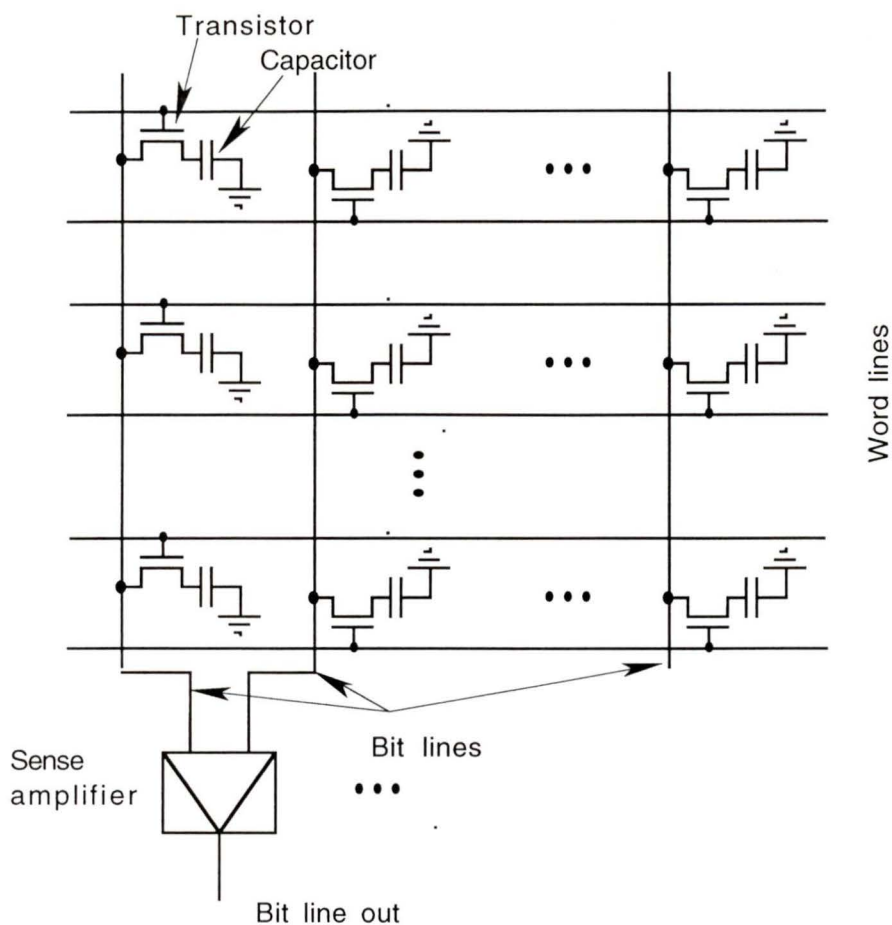 Transistor
Capacitor
Word lines
Bit lines
Sense
amplifier
Bit line out